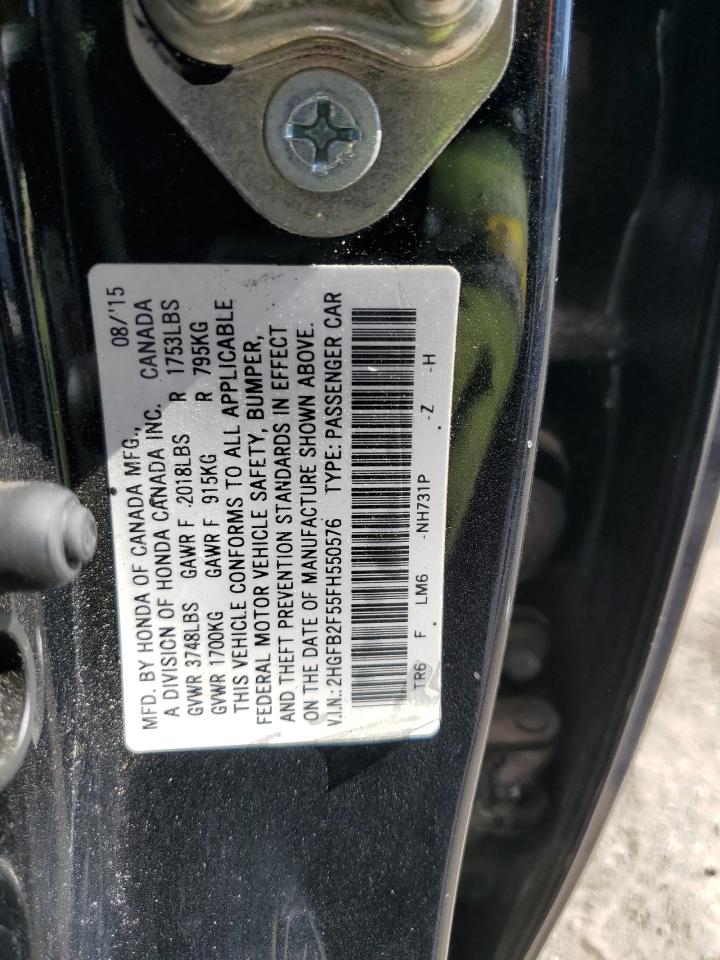 MFD. BY HONDA OF CANADA MFG., 08/'15
A DIVISION OF HONDA CANADA INC. CANADA
GVWR 3748LBS GAWR F 2018LBS R 1753LBS
GVWR 1700KG GAWR F 915KG R 795KG
THIS VEHICLE CONFORMS TO ALL APPLICABLE
FEDERAL MOTOR VEHICLE SAFETY, BUMPER,
AND THEFT PREVENTION STANDARDS IN EFFECT
ON THE DATE OF MANUFACTURE SHOWN ABOVE.
V.I.N.: 2HGFB2F55FH550576 TYPE: PASSENGER CAR
TR6 F LM6 -NH731P -Z -H